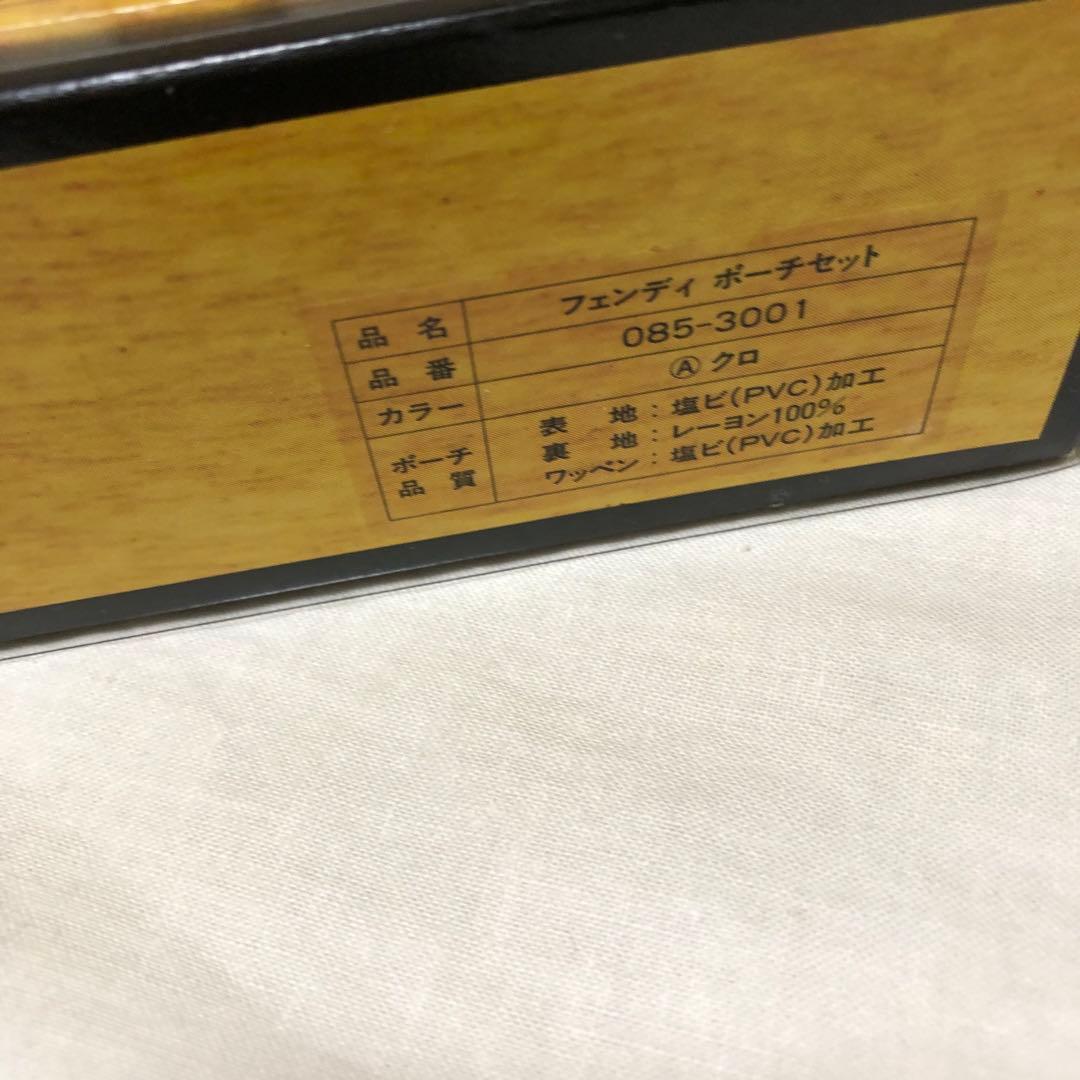 品名 フェンディ ポーチセット
品番 085-3001
カラー Ⓐ クロ
ポーチ品質 表地：塩ビ(PVC)加工
裏地：レーヨン100%
ワッペン：塩ビ(PVC)加工